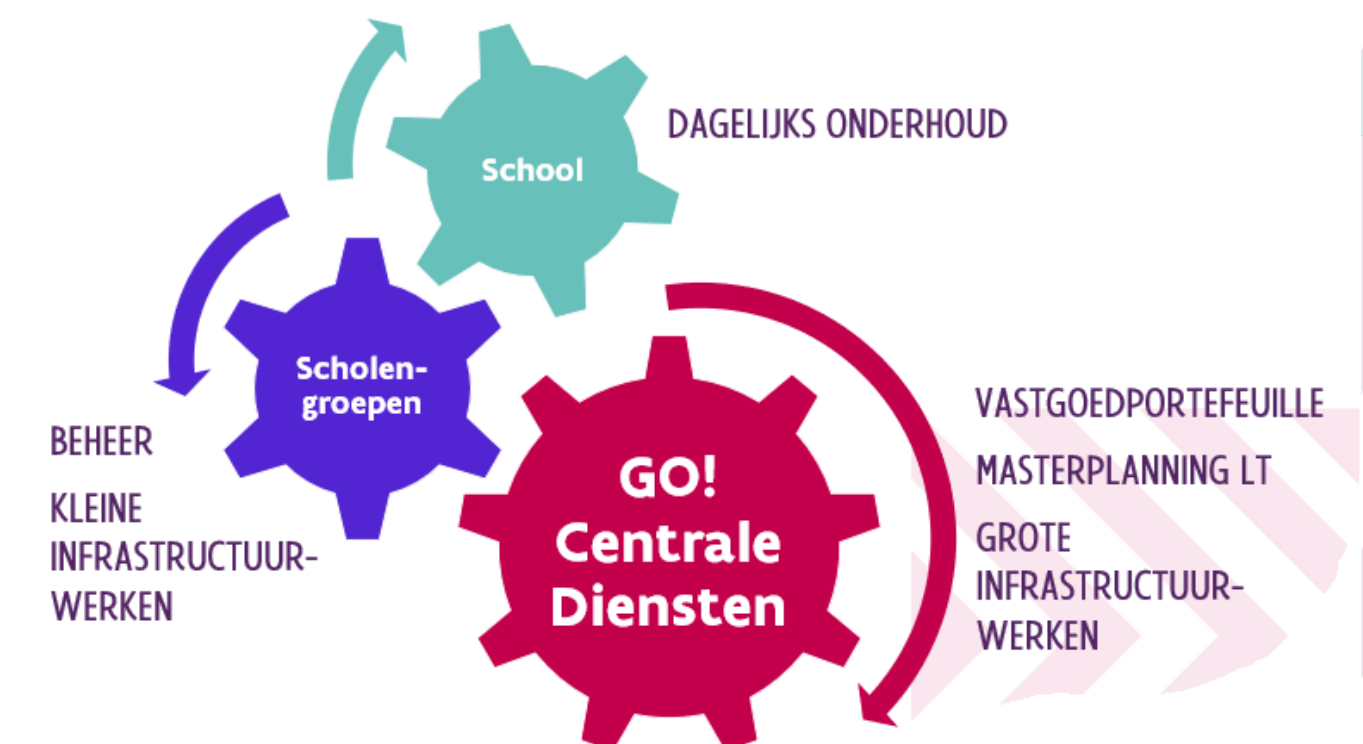 School
DAGELIJKS ONDERHOUD
Scholen-
groepen
BEHEER
KLEINE
INFRASTRUCTUUR-
WERKEN
GO!
Centrale
Diensten
VASTGOEDPORTEFEUILLE
MASTERPLANNING LT
GROTE
INFRASTRUCTUUR-
WERKEN